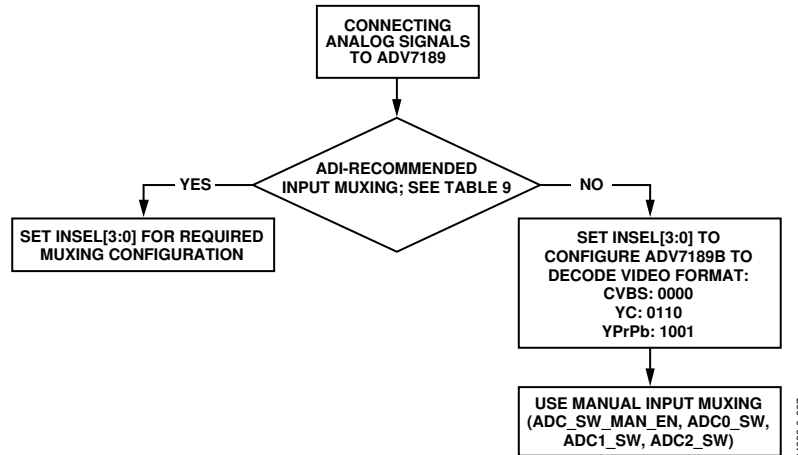 CONNECTING
ANALOG SIGNALS
TO ADV7189
ADI-RECOMMENDED
INPUT MUXING; SEE TABLE 9
YES
NO
SET INSEL[3:0] FOR REQUIRED
MUXING CONFIGURATION
SET INSEL[3:0] TO
CONFIGURE ADV7189B TO
DECODE VIDEO FORMAT:
CVBS: 0000
YC: 0110
YPrPb: 1001
USE MANUAL INPUT MUXING
(ADC_SW_MAN_EN, ADC0_SW,
ADC1_SW, ADC2_SW)